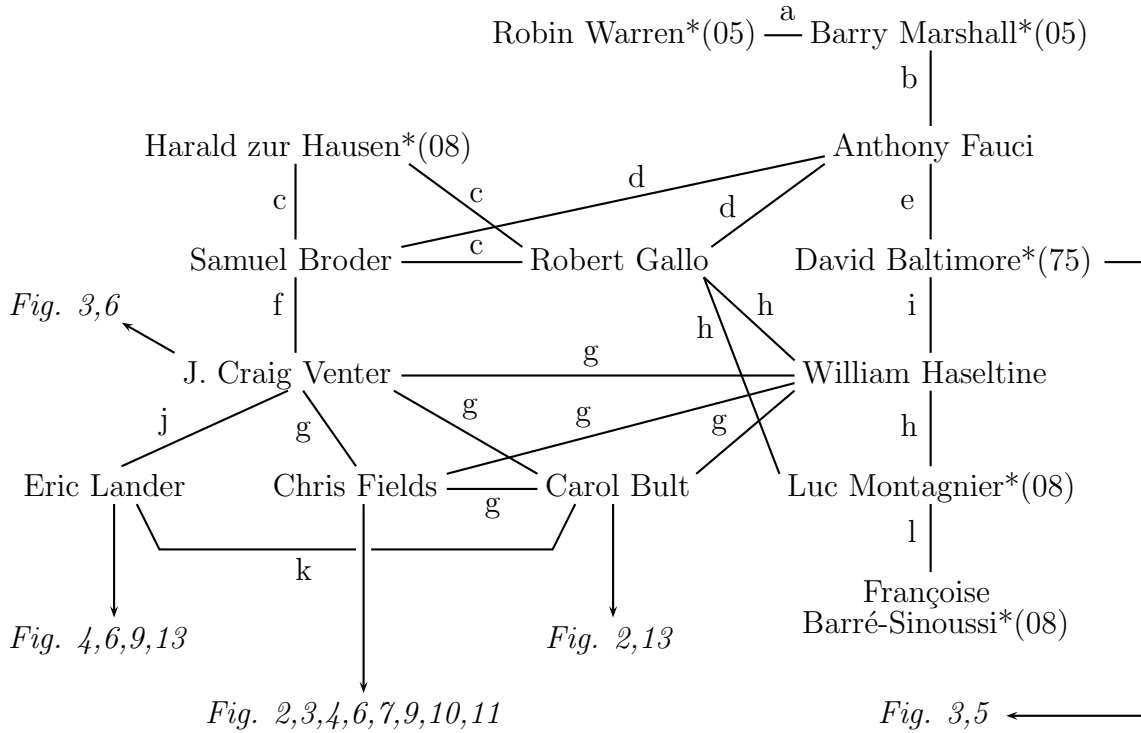 a
Robin Warren*(05) Barry Marshall*(05)
b
Harald zur Hausen*(08) Anthony Fauci
d
c c d e
c
Samuel Broder Robert Gallo David Baltimore*(75)
Fig. 3,6 f h i
h
g
J. Craig Venter William Haseltine
j g g g g h
Eric Lander Chris Fields Carol Bult Luc Montagnier*(08)
g
l
k
Françoise
Barré-Sinoussi*(08)
Fig. 4,6,9,13 Fig. 2,13
Fig. 2,3,4,6,7,9,10,11 Fig. 3,5